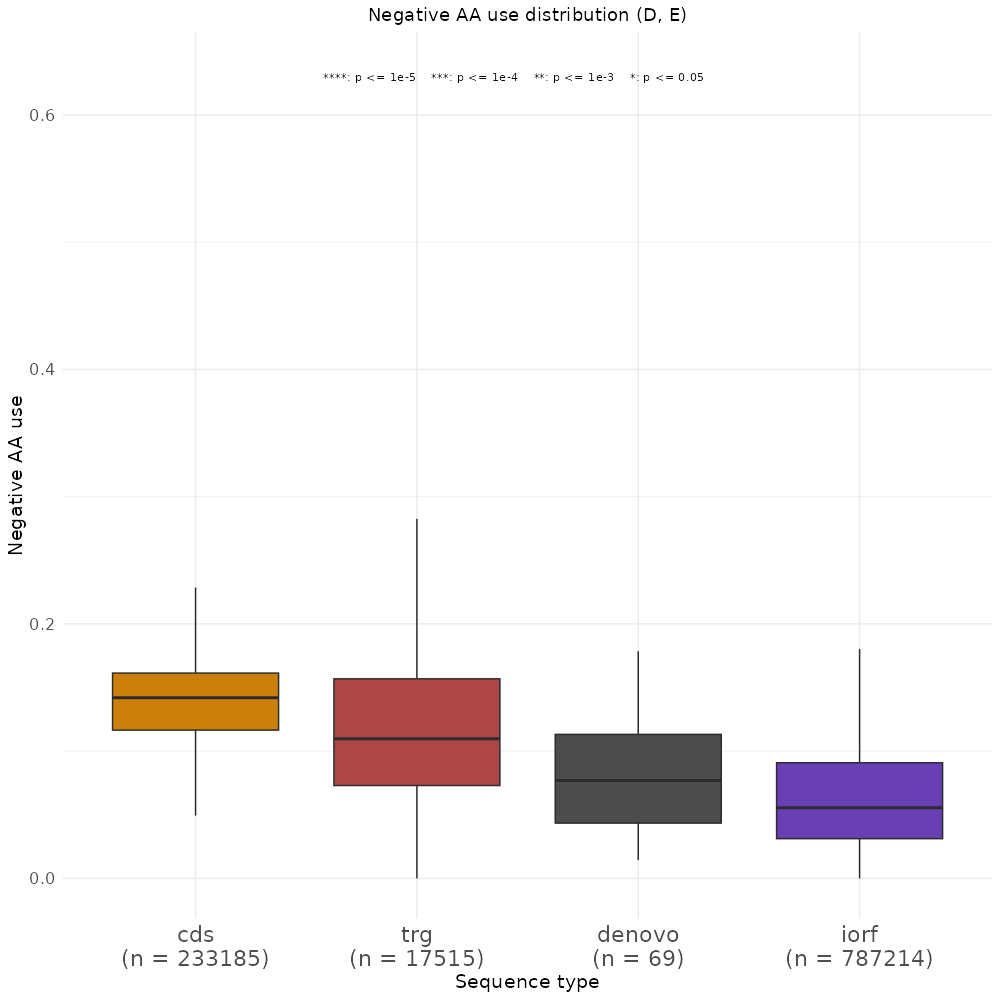 Negative AA use distribution (D, E)
****: p <= 1e-5 ***: p <= 1e-4 **: p <= 1e-3 *: p <= 0.05
0.6
0.4
0.2
0.0
Negative AA use
cds trg denovo iorf
(n = 233185) (n = 17515) (n = 69) (n = 787214)
Sequence type